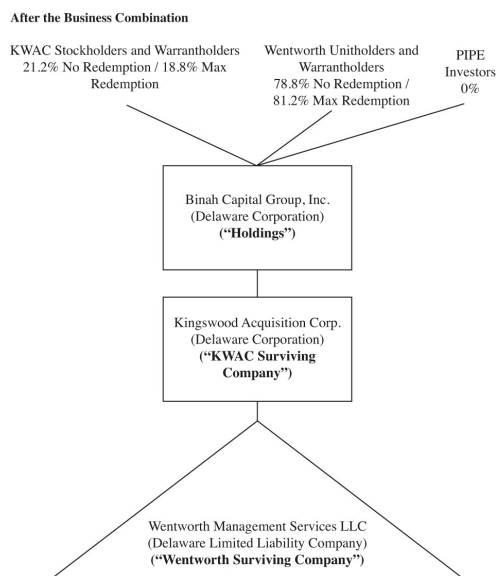 After the Business Combination
KWAC Stockholders and Warrantholders
21.2% No Redemption / 18.8% Max
Redemption
Wentworth Unitholders and
Warrantholders
78.8% No Redemption /
81.2% Max Redemption
PIPE
Investors
0%
Binah Capital Group, Inc.
(Delaware Corporation)
(“Holdings”)
Kingswood Acquisition Corp.
(Delaware Corporation)
(“KWAC Surviving
Company”)
Wentworth Management Services LLC
(Delaware Limited Liability Company)
(“Wentworth Surviving Company”)